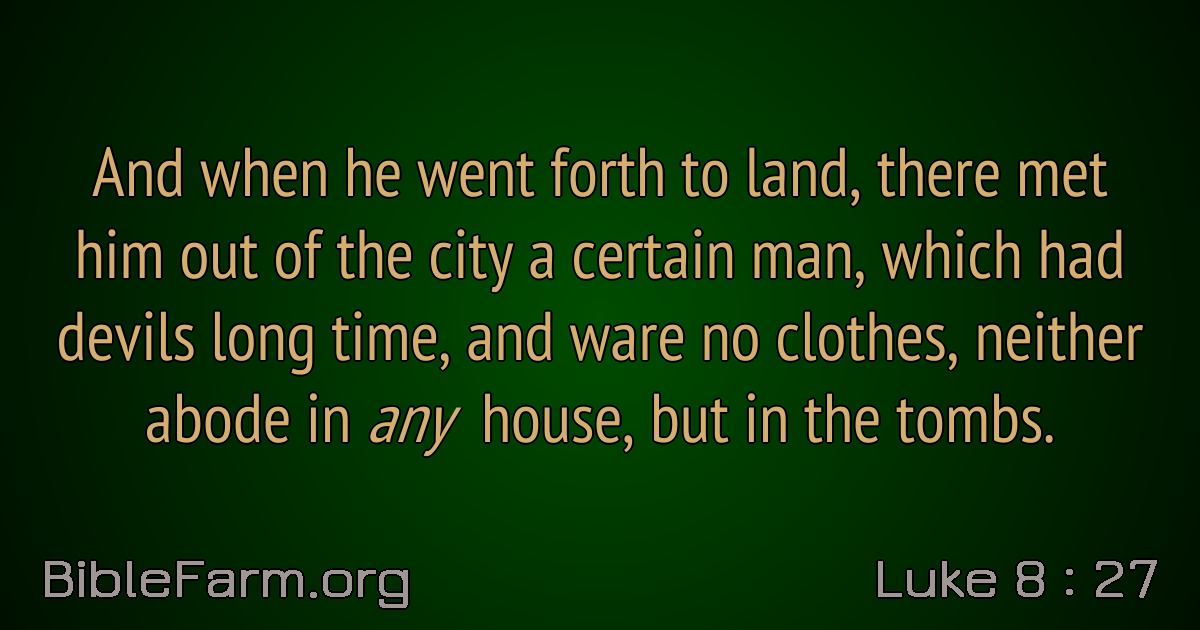 And when he went forth to land, there met
him out of the city a certain man, which had
devils long time, and ware no clothes, neither
abode in any house, but in the tombs.
BibleFarm.org
Luke 8 : 27